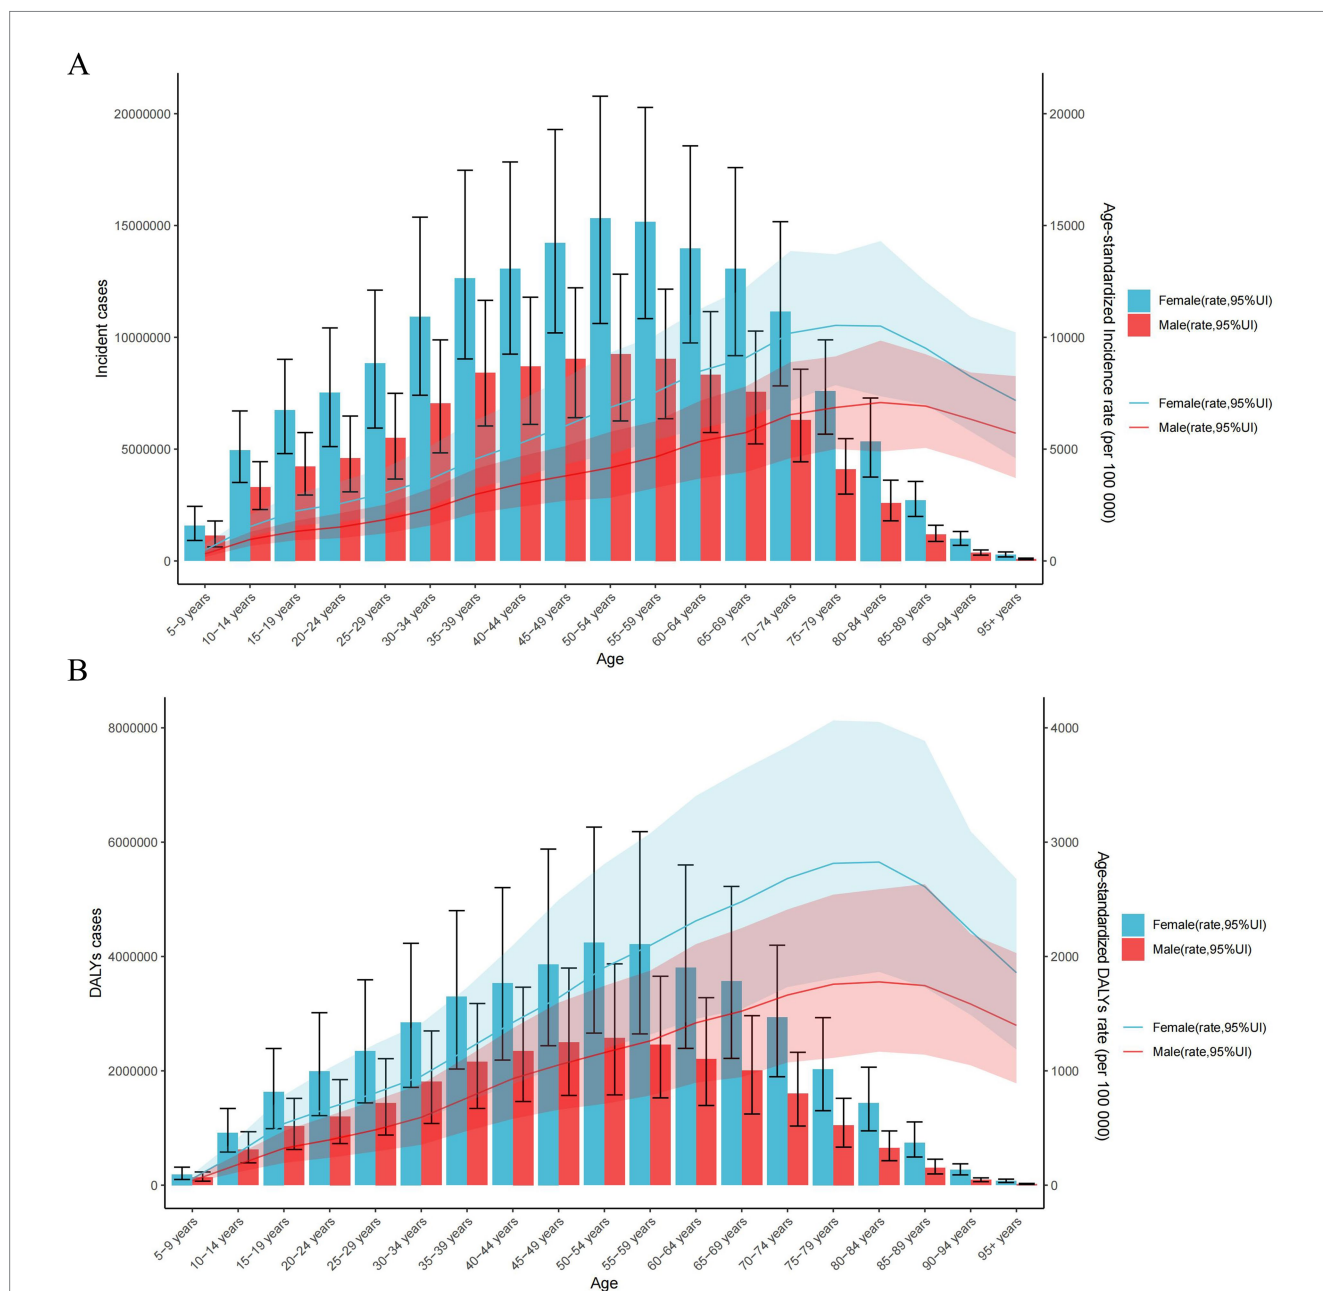 A
20000000
15000000
10000000
5000000
0
Incident cases
20000
15000
10000
5000
0
Age-standardized Incidence rate (per 100 000)
Female(rate,95%UI)
Male(rate,95%UI)
Female(rate,95%UI)
Male(rate,95%UI)
5−9 years
10−14 years
15−19 years
20−24 years
25−29 years
30−34 years
35−39 years
40−44 years
45−49 years
50−54 years
55−59 years
60−64 years
65−69 years
70−74 years
75−79 years
80−84 years
85−89 years
90−94 years
95+ years
Age
B
8000000
6000000
4000000
2000000
0
DALYs cases
4000
3000
2000
1000
0
Age-standardized DALYs rate (per 100 000)
Female(rate,95%UI)
Male(rate,95%UI)
Female(rate,95%UI)
Male(rate,95%UI)
5−9 years
10−14 years
15−19 years
20−24 years
25−29 years
30−34 years
35−39 years
40−44 years
45−49 years
50−54 years
55−59 years
60−64 years
65−69 years
70−74 years
75−79 years
80−84 years
85−89 years
90−94 years
95+ years
Age